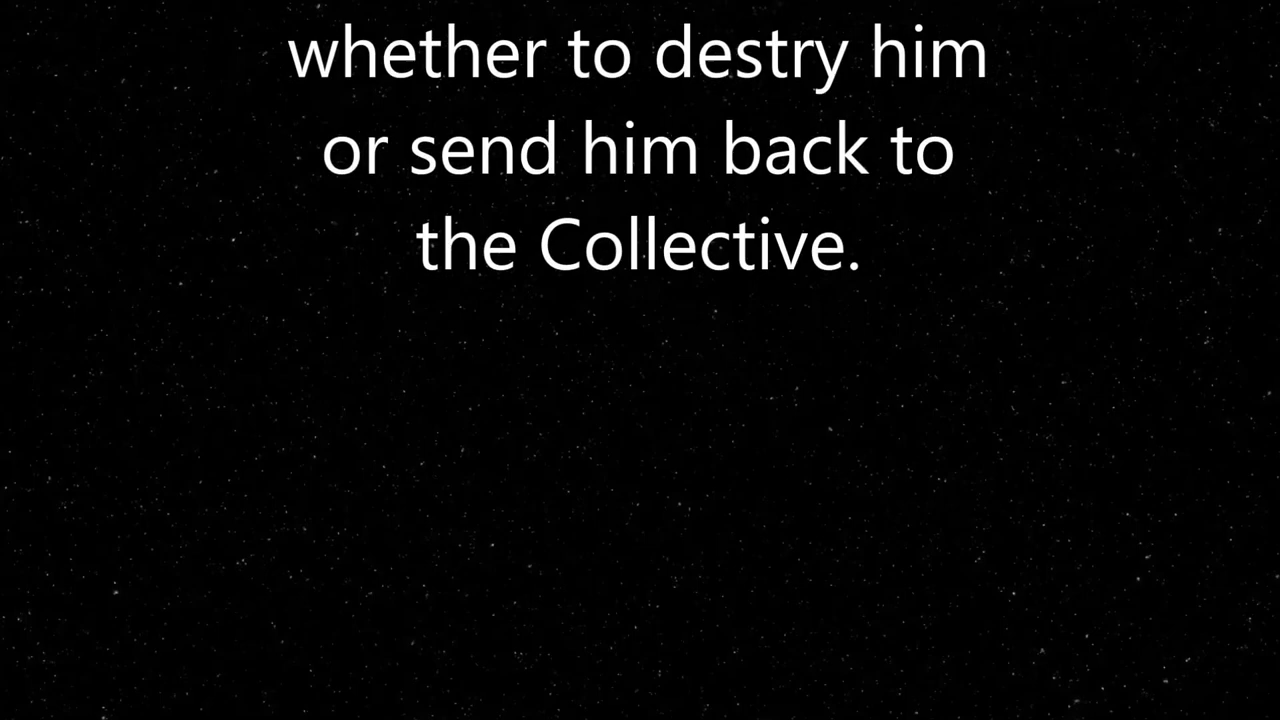 whether to destry him
or send him back to
the Collective.